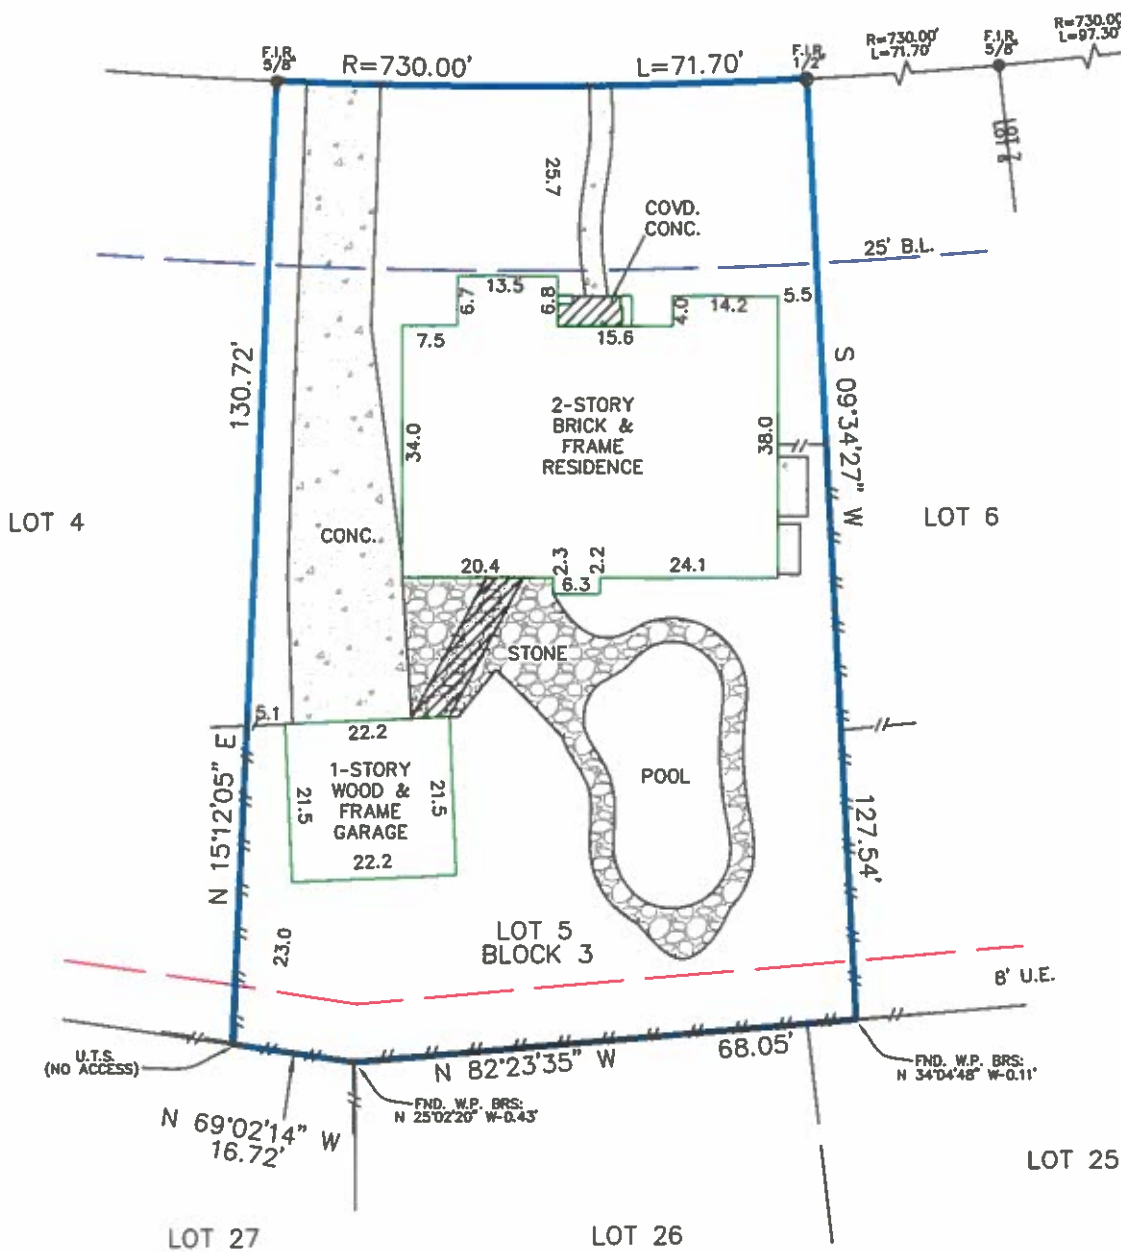 F.I.R.
5/8"
R=730.00'
L=71.70'
F.I.R.
1/2"
R=730.00'
L=71.70'
F.I.R.
5/8"
R=730.00'
L=97.30'
LOT 7
LOT 6
25.7
COVD.
CONC.
25' B.L.
13.5
6.7
6.8
14.2
5.5
4.0
7.5
15.6
130.72'
S 09°34'27" W
2-STORY
BRICK &
FRAME
RESIDENCE
34.0
38.0
LOT 4
LOT 6
CONC.
20.4
2.3
2.2
6.3
24.1
STONE
5.1
22.2
N 15°12'05" E
1-STORY
WOOD &
FRAME
GARAGE
21.5
21.5
22.2
POOL
127.54'
LOT 5
BLOCK 3
23.0
8' U.E.
U.T.S.
(NO ACCESS)
N 82°23'35" W
68.05'
FND. W.P. BRS:
N 34°04'48" W-0.11'
FND. W.P. BRS:
N 25°02'20" W-0.43'
N 69°02'14" W
16.72'
LOT 25
LOT 27
LOT 26